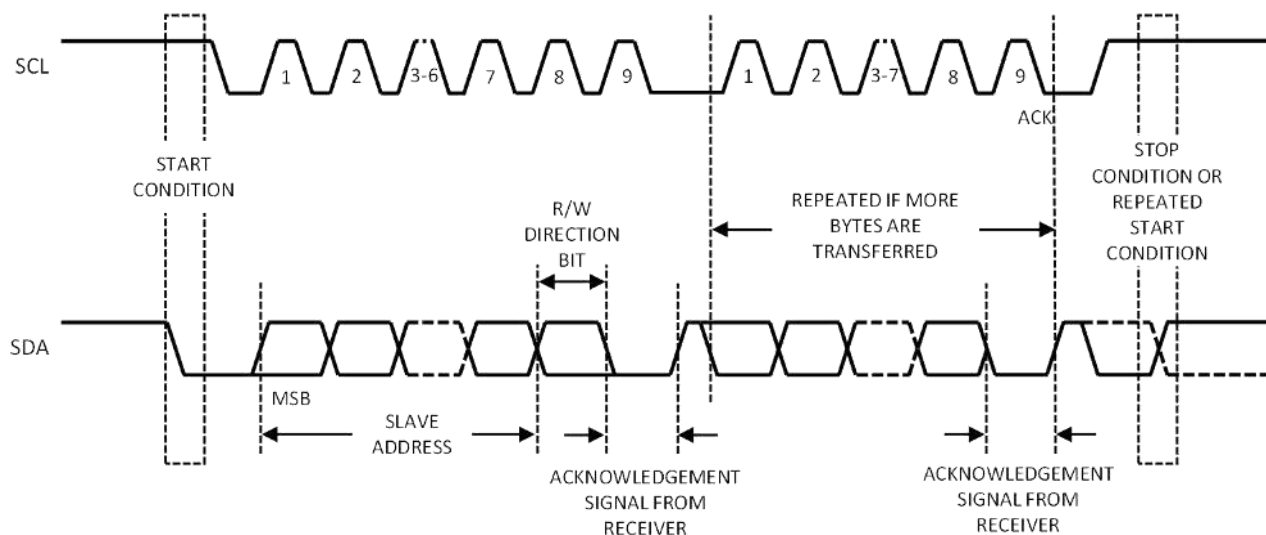 SCL
1 2 3-6 7 8 9 1 2 3-7 8 9
ACK
START
CONDITION
STOP
CONDITION OR
REPEATED
START
CONDITION
R/W
DIRECTION
BIT
REPEATED IF MORE
BYTES ARE
TRANSFERRED
SDA
MSB
SLAVE
ADDRESS
ACKNOWLEDGEMENT
SIGNAL FROM
RECEIVER
ACKNOWLEDGEMENT
SIGNAL FROM
RECEIVER